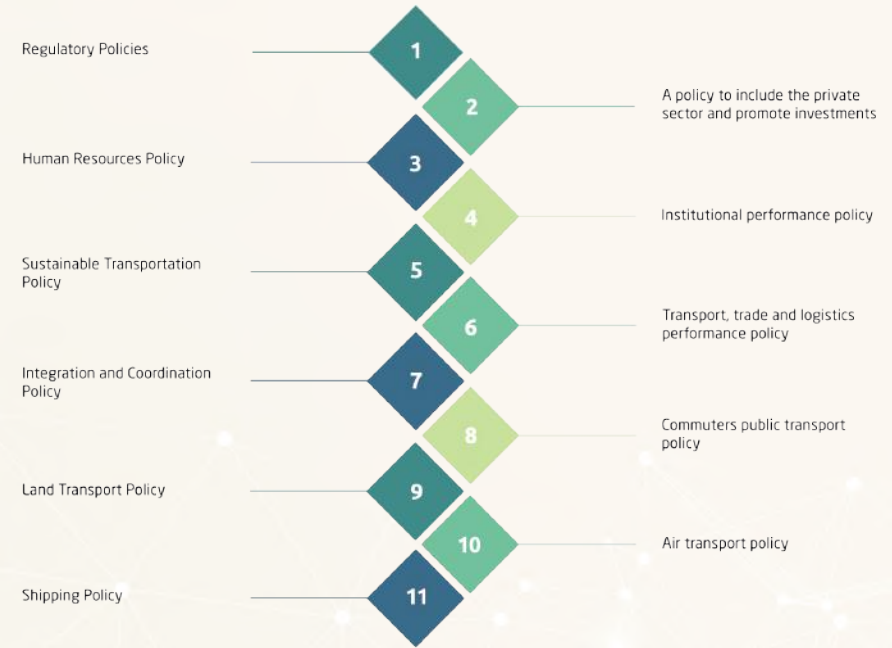 Regulatory Policies
1
2
A policy to include the private
sector and promote investments
Human Resources Policy
3
4
Institutional performance policy
Sustainable Transportation
Policy
5
6
Transport, trade and logistics
performance policy
Integration and Coordination
Policy
7
8
Commuters public transport
policy
Land Transport Policy
9
10
Air transport policy
Shipping Policy
11